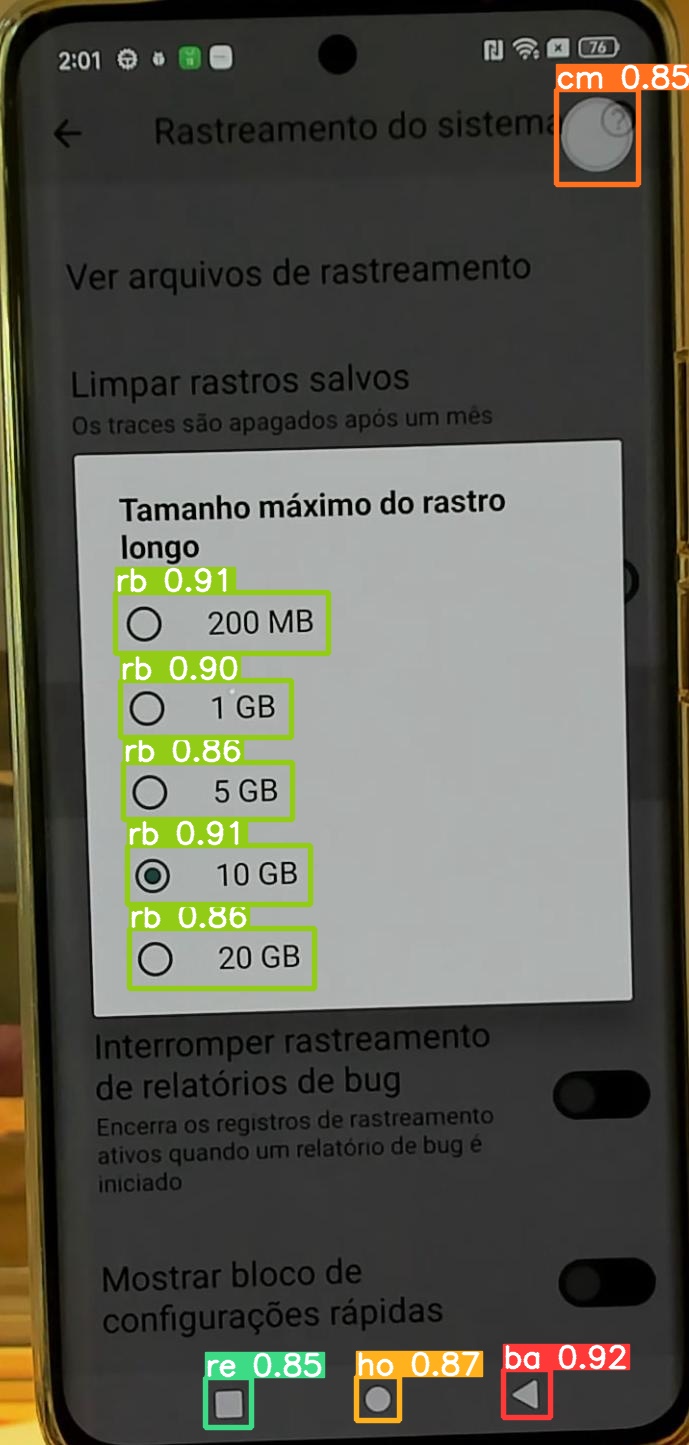 2:01
76
cm 0.85
Rastreamento do sistema
?
Ver arquivos de rastreamento
Limpar rastros salvos
Os traces são apagados após um mês
Tamanho máximo do rastro
longo
rb 0.91
200 MB
rb 0.90
1 GB
rb 0.86
5 GB
rb 0.91
10 GB
rb 0.86
20 GB
Interromper rastreamento
de relatórios de bug
Encerra os registros de rastreamento
ativos quando um relatório de bug é
iniciado
Mostrar bloco de
configurações rápidas
re 0.85
ho 0.87
ba 0.92